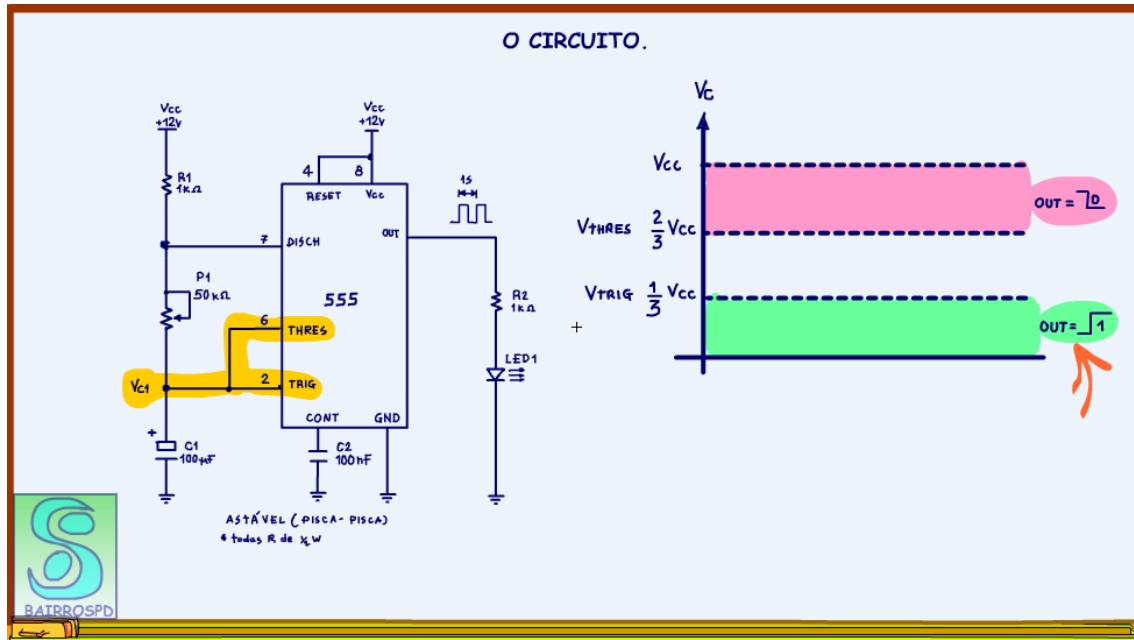 O CIRCUITO.
Vcc
+12V
R1
1KΩ
P1
50KΩ
VC1
+
C1
100µF
Vcc
+12V
4
8
RESET
Vcc
7
DISCH
OUT
555
6
THRES
2
TRIG
CONT
GND
C2
100nF
1S
R2
1KΩ
LED1
ASTÁVEL (PISCA-PISCA)
* todas R de ½ W
VC
Vcc
VTHRES 2/3 Vcc
VTRIG 1/3 Vcc
OUT = 0
OUT = 1
BAIRROSPD